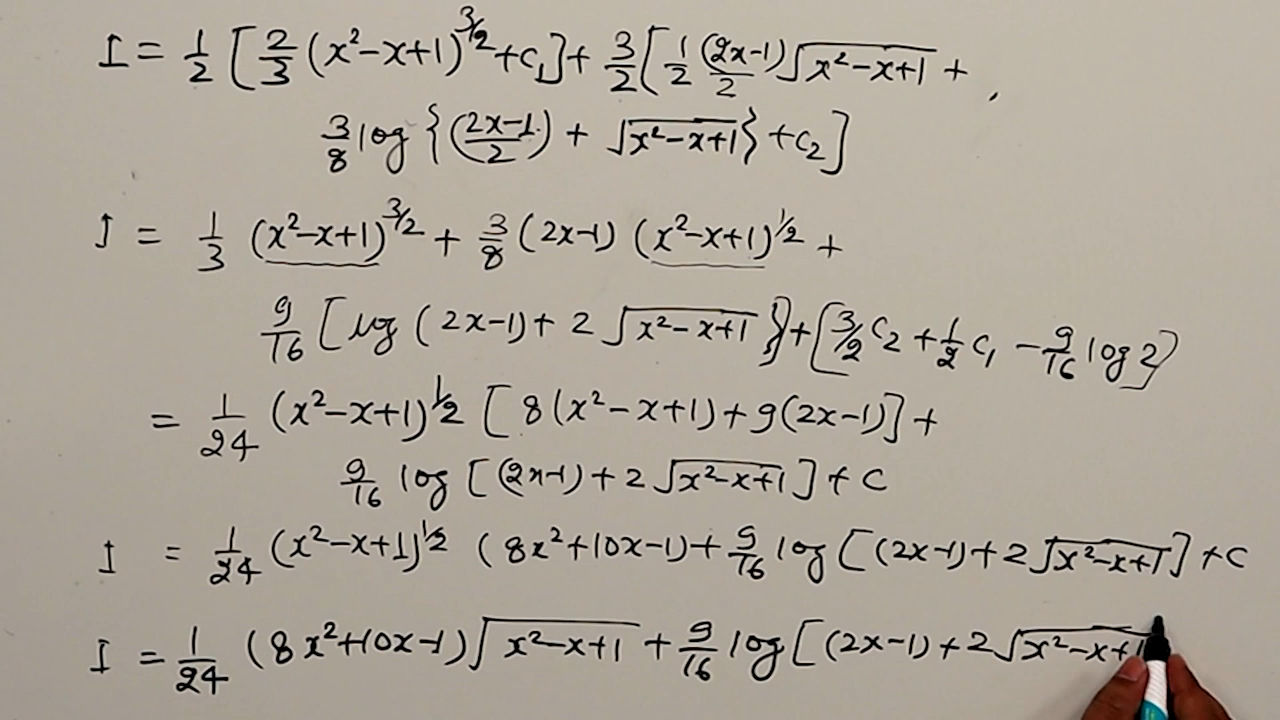 I = 1/2 [2/3 (x²-x+1)^3/2 + C₁] + 3/2 [1/2 (2x-1)/2 √(x²-x+1) +
3/8 log {(2x-1)/2 + √(x²-x+1)} + C₂]
I = 1/3 (x²-x+1)^3/2 + 3/8 (2x-1) (x²-x+1)^1/2 +
9/16 [log (2x-1) + 2 √(x²-x+1)}] + [3/2 C₂ + 1/2 C₁ - 9/16 log 2]
= 1/24 (x²-x+1)^1/2 [8(x²-x+1) + 9(2x-1)] +
9/16 log [(2x-1) + 2 √(x²-x+1)] + C
I = 1/24 (x²-x+1)^1/2 (8x²+10x-1) + 9/16 log [(2x-1) + 2 √(x²-x+1)] + C
I = 1/24 (8x²+10x-1) √(x²-x+1) + 9/16 log [(2x-1) + 2 √(x²-x+1